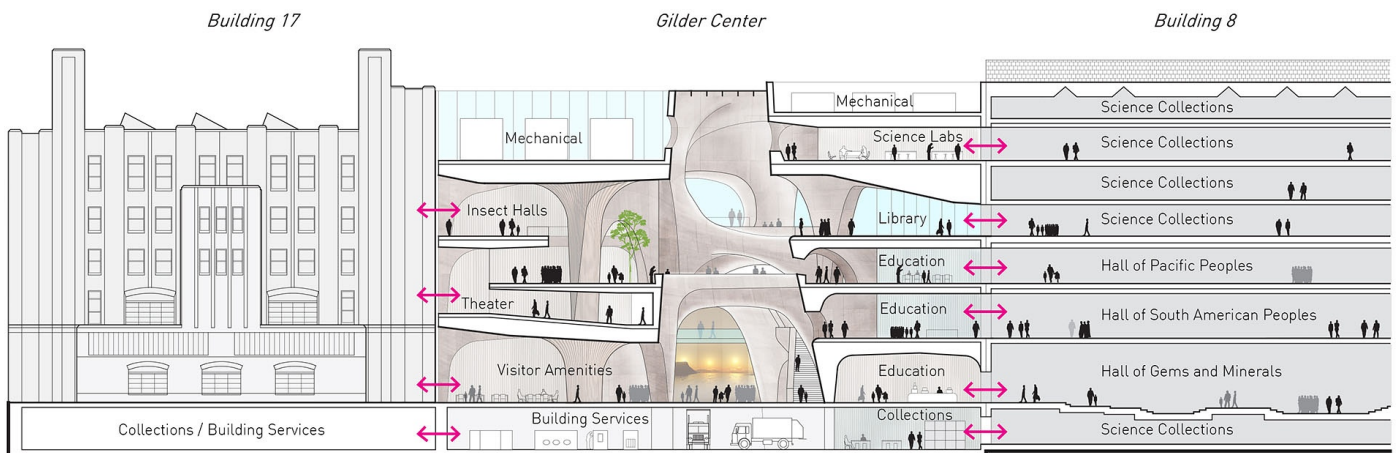 Building 17
Gilder Center
Building 8
Mechanical
Science Collections
Mechanical
Science Labs
Science Collections
Science Collections
Insect Halls
Library
Science Collections
Education
Hall of Pacific Peoples
Theater
Education
Hall of South American Peoples
Visitor Amenities
Education
Hall of Gems and Minerals
Collections / Building Services
Building Services
Collections
Science Collections